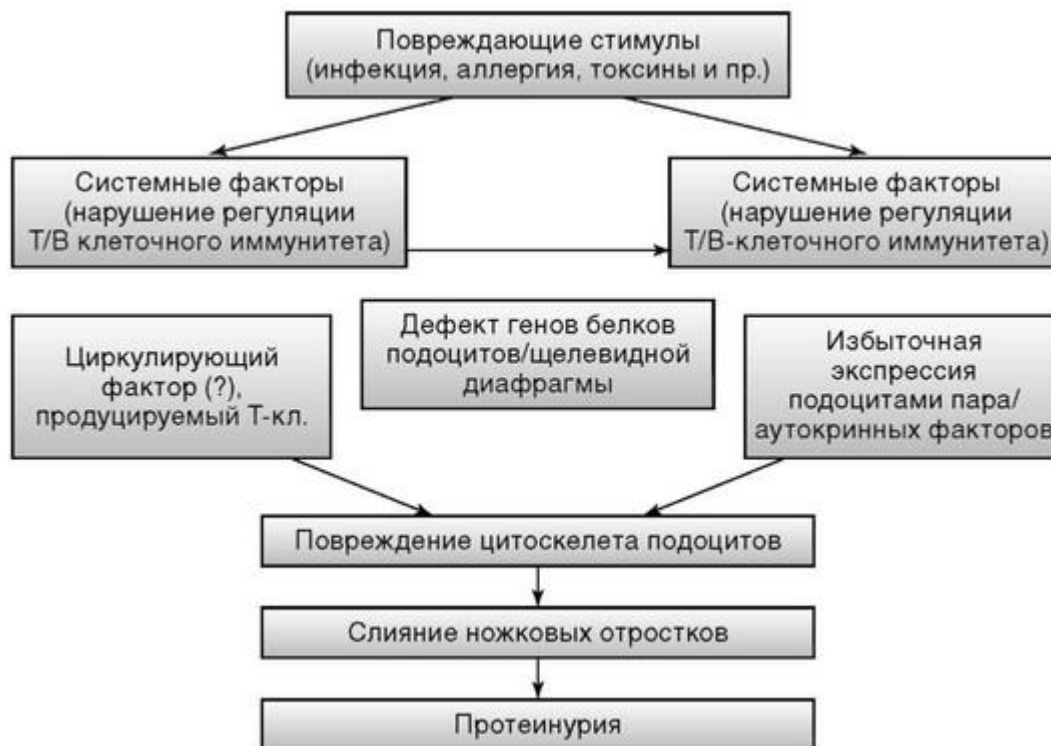 Повреждающие стимулы
(инфекция, аллергия, токсины и пр.)
Системные факторы
(нарушение регуляции
Т/В клеточного иммунитета)
Системные факторы
(нарушение регуляции
Т/В-клеточного иммунитета)
Циркулирующий
фактор (?),
продуцируемый Т-кл.
Дефект генов белков
подоцитов/щелевидной
диафрагмы
Избыточная
экспрессия
подоцитами пара/
аутокринных факторов
Повреждение цитоскелета подоцитов
Слияние ножковых отростков
Протеинурия